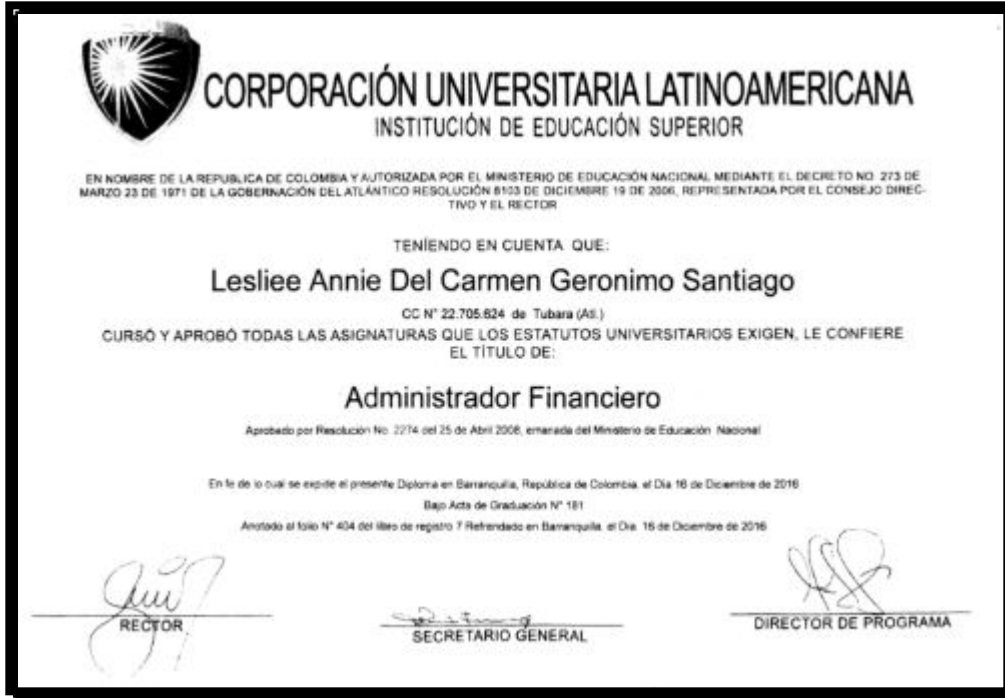 CORPORACIÓN UNIVERSITARIA LATINOAMERICANA
INSTITUCIÓN DE EDUCACIÓN SUPERIOR
EN NOMBRE DE LA REPUBLICA DE COLOMBIA Y AUTORIZADA POR EL MINISTERIO DE EDUCACIÓN NACIONAL MEDIANTE EL DECRETO NO. 273 DE
MARZO 23 DE 1971 DE LA GOBERNACIÓN DEL ATLÁNTICO RESOLUCIÓN 8103 DE DICIEMBRE 19 DE 2006, REPRESENTADA POR EL CONSEJO DIREC-
TIVO Y EL RECTOR
TENÍENDO EN CUENTA QUE:
Lesliee Annie Del Carmen Geronimo Santiago
CC N° 22.705.624 de Tubara (Atl.)
CURSÓ Y APROBÓ TODAS LAS ASIGNATURAS QUE LOS ESTATUTOS UNIVERSITARIOS EXIGEN, LE CONFIERE
EL TÍTULO DE:
Administrador Financiero
Aprobado por Resolución No. 2274 del 25 de Abril 2008, emanada del Ministerio de Educación Nacional
En fe de lo cual se expide el presente Diploma en Barranquilla, República de Colombia, el Día 16 de Diciembre de 2016
Bajo Acta de Graduación N° 181
Anotado al folio N° 404 del libro de registro 7 Refrendado en Barranquilla, el Día 16 de Diciembre de 2016
RECTOR
SECRETARIO GENERAL
DIRECTOR DE PROGRAMA